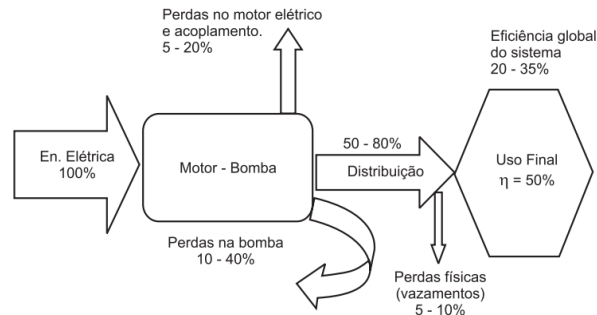 Perdas no motor elétrico
e acoplamento.
5 - 20%
Eficiência global
do sistema
20 - 35%
En. Elétrica
100%
Motor - Bomba
50 - 80%
Distribuição
Uso Final
η = 50%
Perdas na bomba
10 - 40%
Perdas físicas
(vazamentos)
5 - 10%